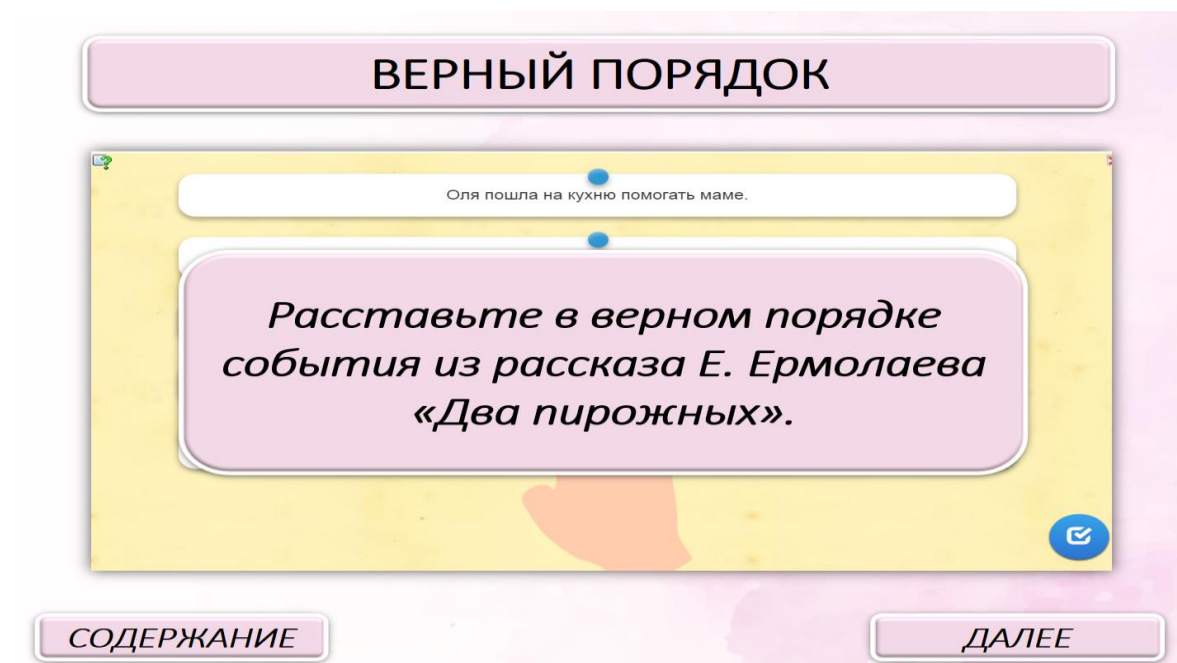 ВЕРНЫЙ ПОРЯДОК
Оля пошла на кухню помогать маме.
Расставьте в верном порядке
события из рассказа Е. Ермолаева
«Два пирожных».
СОДЕРЖАНИЕ
ДАЛЕЕ